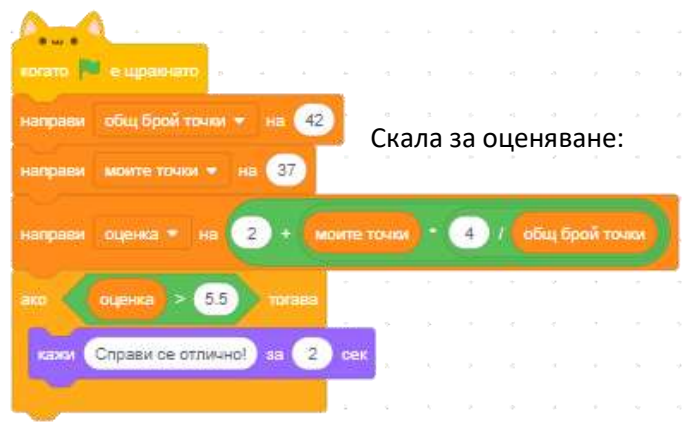 когато е щракнато
направи общ брой точки на 42
Скала за оценяване:
направи моите точки на 37
направи оценка на 2 + моите точки * 4 / общ брой точки
ако оценка > 5.5 тогава
кажи Справи се отлично! за 2 сек